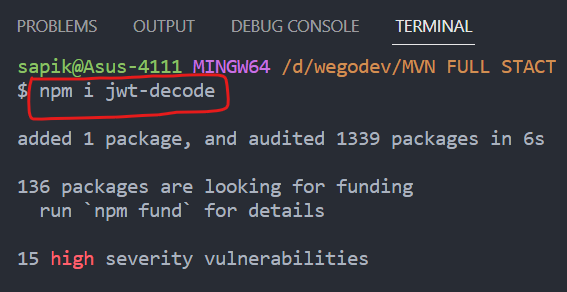 PROBLEMS OUTPUT DEBUG CONSOLE TERMINAL
sapik@Asus-4111 MINGW64 /d/wegodev/MVN FULL STACT
$ npm i jwt-decode
added 1 package, and audited 1339 packages in 6s
136 packages are looking for funding
run `npm fund` for details
15 high severity vulnerabilities